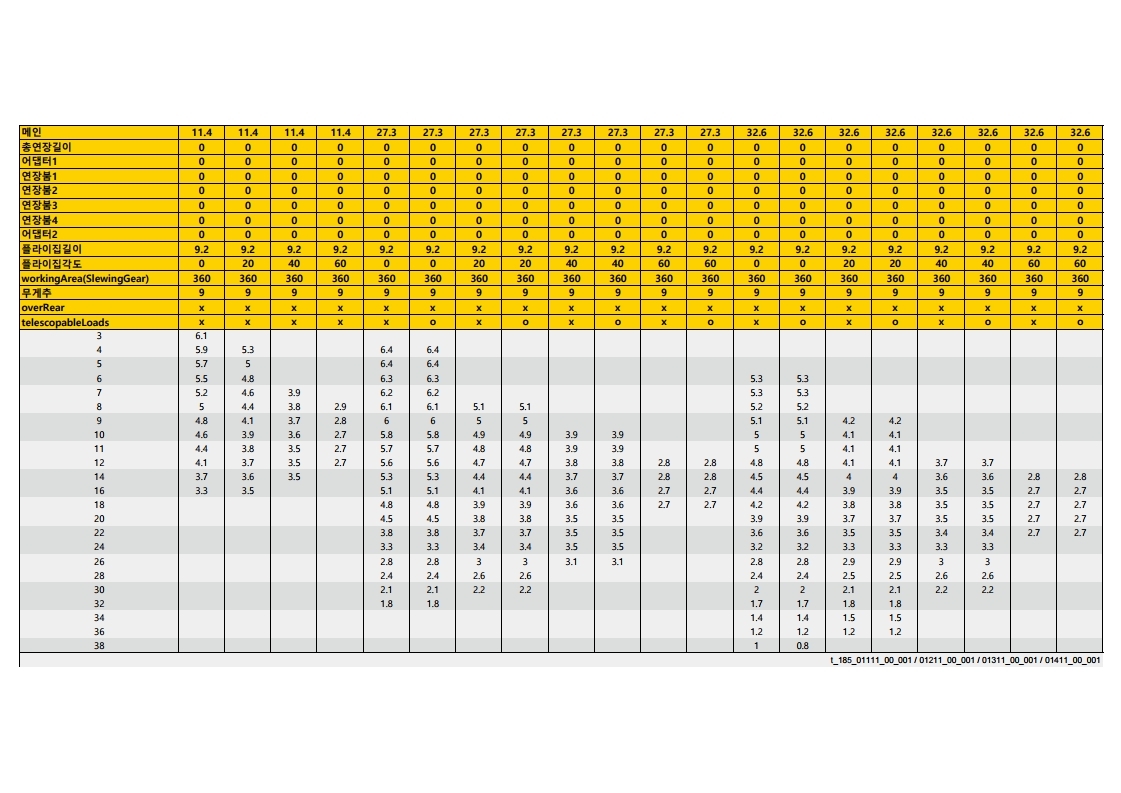 메인 11.4 11.4 11.4 11.4 27.3 27.3 27.3 27.3 27.3 27.3 27.3 27.3 32.6 32.6 32.6 32.6 32.6 32.6 32.6 32.6
총연장길이 0 0 0 0 0 0 0 0 0 0 0 0 0 0 0 0 0 0 0 0
어댑터1 0 0 0 0 0 0 0 0 0 0 0 0 0 0 0 0 0 0 0 0
연장붐1 0 0 0 0 0 0 0 0 0 0 0 0 0 0 0 0 0 0 0 0
연장붐2 0 0 0 0 0 0 0 0 0 0 0 0 0 0 0 0 0 0 0 0
연장붐3 0 0 0 0 0 0 0 0 0 0 0 0 0 0 0 0 0 0 0 0
연장붐4 0 0 0 0 0 0 0 0 0 0 0 0 0 0 0 0 0 0 0 0
어댑터2 0 0 0 0 0 0 0 0 0 0 0 0 0 0 0 0 0 0 0 0
플라이집길이 9.2 9.2 9.2 9.2 9.2 9.2 9.2 9.2 9.2 9.2 9.2 9.2 9.2 9.2 9.2 9.2 9.2 9.2 9.2 9.2
플라이집각도 0 20 40 60 0 0 20 20 40 40 60 60 0 0 20 20 40 40 60 60
workingArea(SlewingGear) 360 360 360 360 360 360 360 360 360 360 360 360 360 360 360 360 360 360 360 360
무게추 9 9 9 9 9 9 9 9 9 9 9 9 9 9 9 9 9 9 9 9
overRear x x x x x x x x x x x x x x x x x x x x
telescopableLoads x x x x x o x o x o x o x o x o x o x o
3 6.1
4 5.9 5.3 6.4 6.4
5 5.7 5 6.4 6.4
6 5.5 4.8 6.3 6.3 5.3 5.3
7 5.2 4.6 3.9 6.2 6.2 5.3 5.3
8 5 4.4 3.8 2.9 6.1 6.1 5.1 5.1 5.2 5.2
9 4.8 4.1 3.7 2.8 6 6 5 5 5.1 5.1 4.2 4.2
10 4.6 3.9 3.6 2.7 5.8 5.8 4.9 4.9 3.9 3.9 5 5 4.1 4.1
11 4.4 3.8 3.5 2.7 5.7 5.7 4.8 4.8 3.9 3.9 5 5 4.1 4.1
12 4.1 3.7 3.5 2.7 5.6 5.6 4.7 4.7 3.8 3.8 2.8 2.8 4.8 4.8 4.1 4.1 3.7 3.7
14 3.7 3.6 3.5 5.3 5.3 4.4 4.4 3.7 3.7 2.8 2.8 4.5 4.5 4 4 3.6 3.6 2.8 2.8
16 3.3 3.5 5.1 5.1 4.1 4.1 3.6 3.6 2.7 2.7 4.4 4.4 3.9 3.9 3.5 3.5 2.7 2.7
18 4.8 4.8 3.9 3.9 3.6 3.6 2.7 2.7 4.2 4.2 3.8 3.8 3.5 3.5 2.7 2.7
20 4.5 4.5 3.8 3.8 3.5 3.5 3.9 3.9 3.7 3.7 3.5 3.5 2.7 2.7
22 3.8 3.8 3.7 3.7 3.5 3.5 3.6 3.6 3.5 3.5 3.4 3.4 2.7 2.7
24 3.3 3.3 3.4 3.4 3.5 3.5 3.2 3.2 3.3 3.3 3.3 3.3
26 2.8 2.8 3 3 3.1 3.1 2.8 2.8 2.9 2.9 3 3
28 2.4 2.4 2.6 2.6 2.4 2.4 2.5 2.5 2.6 2.6
30 2.1 2.1 2.2 2.2 2 2 2.1 2.1 2.2 2.2
32 1.8 1.8 1.7 1.7 1.8 1.8
34 1.4 1.4 1.5 1.5
36 1.2 1.2 1.2 1.2
38 1 0.8
t_185_01111_00_001 / 01211_00_001 / 01311_00_001 / 01411_00_001